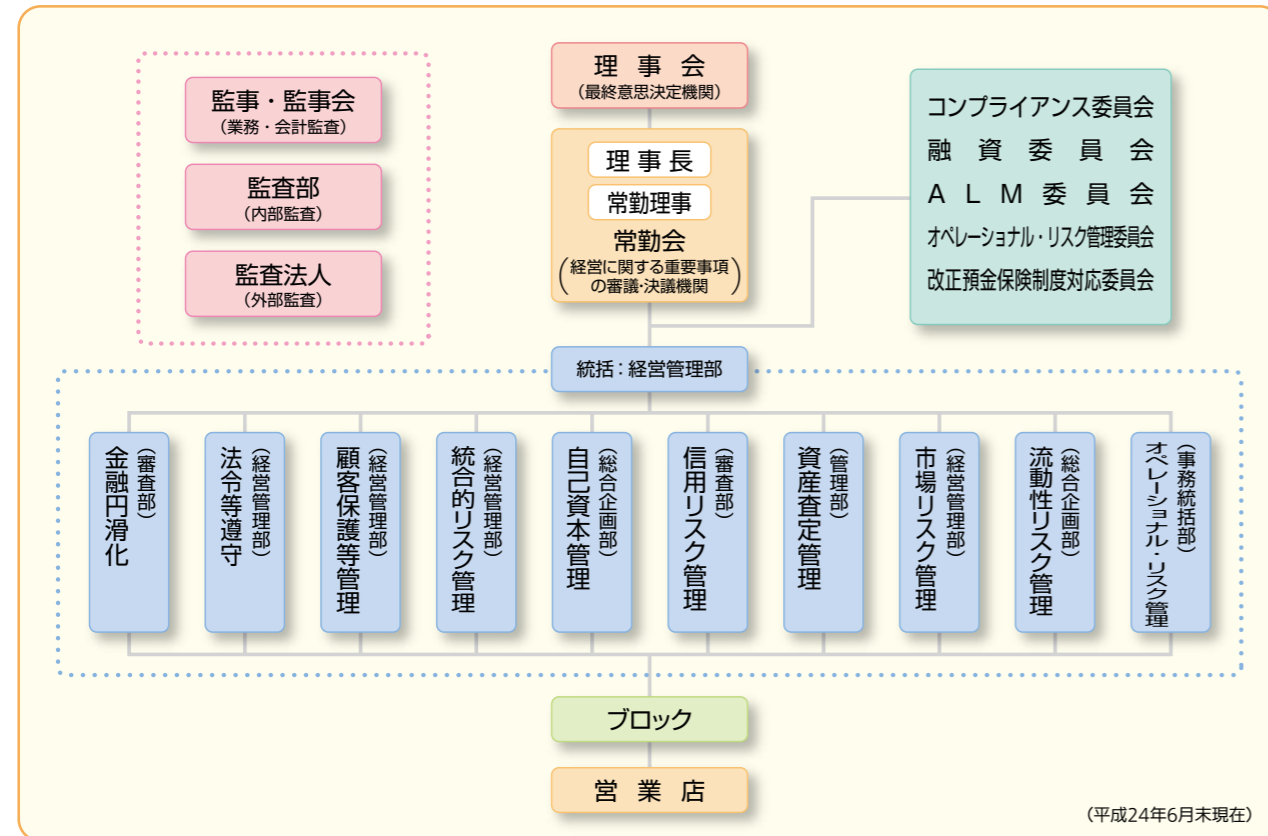 監事・監事会
(業務・会計監査)
監査部
(内部監査)
監査法人
(外部監査)
理事会
(最終意思決定機関)
理事長
常勤理事
常勤会
(経営に関する重要事項
の審議・決議機関)
コンプライアンス委員会
融資委員会
ALM委員会
オペレーショナル・リスク管理委員会
改正預金保険制度対応委員会
統括:経営管理部
金融円滑化
(審査部)
法令等遵守
(経営管理部)
顧客保護等管理
(経営管理部)
統合的リスク管理
(経営管理部)
自己資本管理
(総合企画部)
信用リスク管理
(審査部)
資産査定管理
(管理部)
市場リスク管理
(経営管理部)
流動性リスク管理
(総合企画部)
オペレーショナル・リスク管理
(事務統括部)
ブロック
営業店
(平成24年6月末現在)